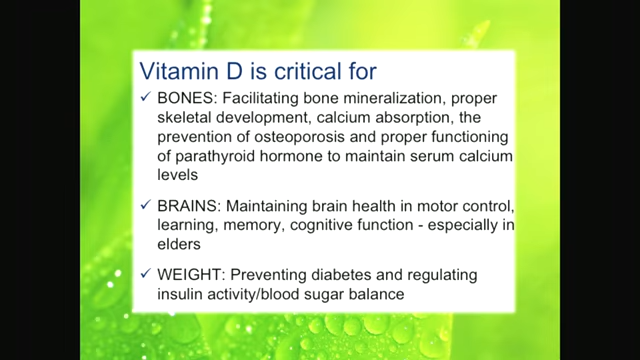 Vitamin D is critical for
✓ BONES: Facilitating bone mineralization, proper
skeletal development, calcium absorption, the
prevention of osteoporosis and proper functioning
of parathyroid hormone to maintain serum calcium
levels
✓ BRAINS: Maintaining brain health in motor control,
learning, memory, cognitive function - especially in
elders
✓ WEIGHT: Preventing diabetes and regulating
insulin activity/blood sugar balance